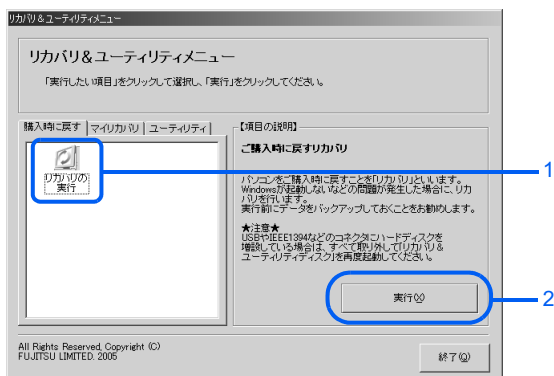 リカバリ&ユーティリティメニュー
リカバリ&ユーティリティメニュー
「実行したい項目」をクリックして選択し、「実行」をクリックしてください。
購入時に戻す マイリカバリ ユーティリティ
リカバリの
実行
【項目の説明】
ご購入時に戻すリカバリ
パソコンをご購入時に戻すことを「リカバリ」といいます。
Windowsが起動しないなどの問題が発生した場合に、リカ
バリを行います。
実行前にデータをバックアップしておくことをお勧めします。
★注意★
USBやIEEE1394などのコネクタにハードディスクを
増設している場合は、すべて取り外して「リカバリ&
ユーティリティディスク」を再度起動してください。
実行(X)
1
2
All Rights Reserved, Copyright (C)
FUJITSU LIMITED. 2005
終了(Q)